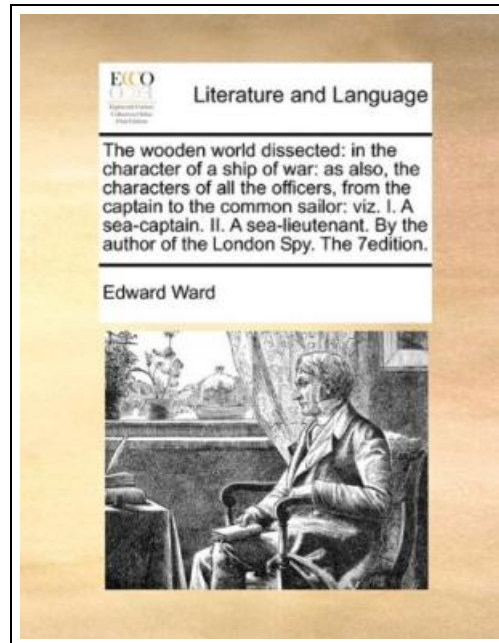 ECCO
Literature and Language
The wooden world dissected: in the
character of a ship of war: as also, the
characters of all the officers, from the
captain to the common sailor: viz. I. A
sea-captain. II. A sea-lieutenant. By the
author of the London Spy. The 7edition.
Edward Ward